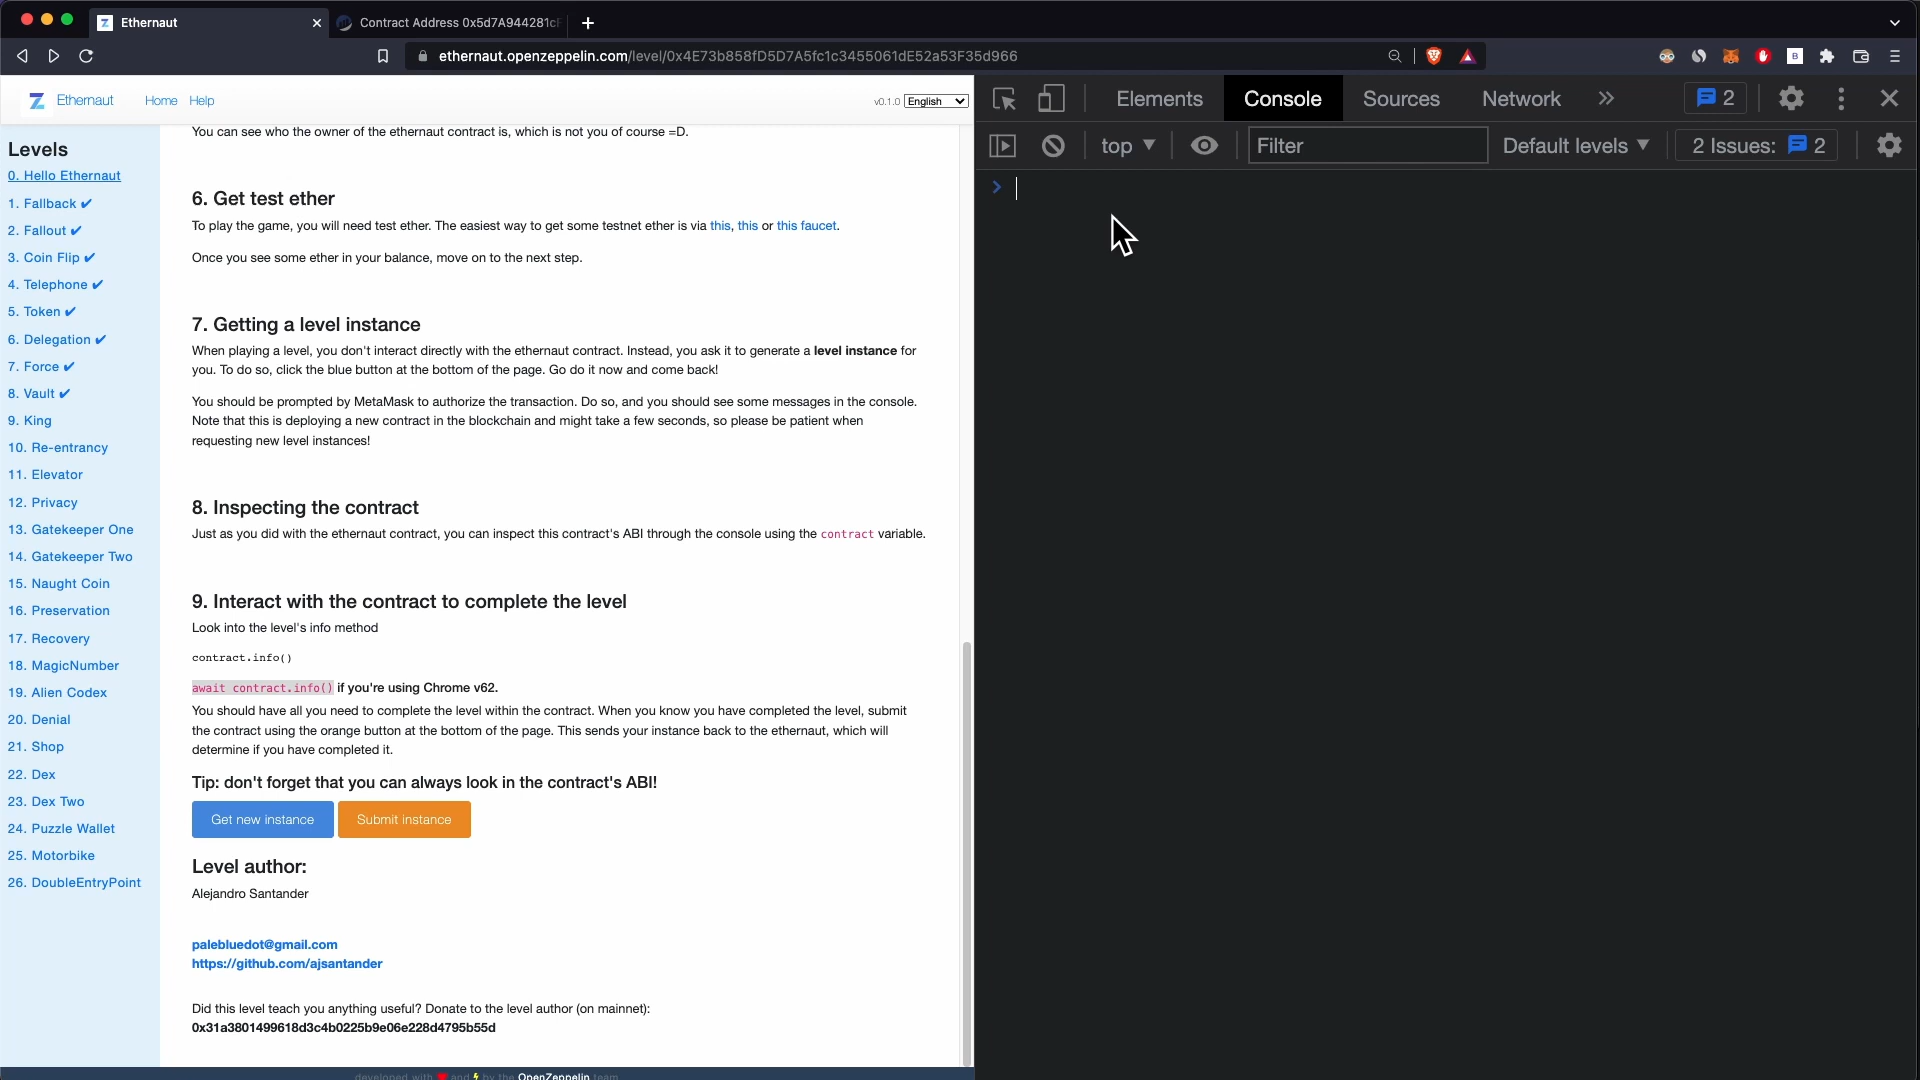 Ethernaut
Contract Address 0x5d7A944281cF
ethernaut.openzeppelin.com/level/0x4E73b858fD5D7A5fc1c3455061dE52a53F35d966
Ethernaut Home Help
v0.1.0 English
Levels
0. Hello Ethernaut
1. Fallback ✔
2. Fallout ✔
3. Coin Flip ✔
4. Telephone ✔
5. Token ✔
6. Delegation ✔
7. Force ✔
8. Vault ✔
9. King
10. Re-entrancy
11. Elevator
12. Privacy
13. Gatekeeper One
14. Gatekeeper Two
15. Naught Coin
16. Preservation
17. Recovery
18. MagicNumber
19. Alien Codex
20. Denial
21. Shop
22. Dex
23. Dex Two
24. Puzzle Wallet
25. Motorbike
26. DoubleEntryPoint
You can see who the owner of the ethernaut contract is, which is not you of course =D.
6. Get test ether
To play the game, you will need test ether. The easiest way to get some testnet ether is via this, this or this faucet.
Once you see some ether in your balance, move on to the next step.
7. Getting a level instance
When playing a level, you don't interact directly with the ethernaut contract. Instead, you ask it to generate a level instance for
you. To do so, click the blue button at the bottom of the page. Go do it now and come back!
You should be prompted by MetaMask to authorize the transaction. Do so, and you should see some messages in the console.
Note that this is deploying a new contract in the blockchain and might take a few seconds, so please be patient when
requesting new level instances!
8. Inspecting the contract
Just as you did with the ethernaut contract, you can inspect this contract's ABI through the console using the contract variable.
9. Interact with the contract to complete the level
Look into the level's info method
contract.info()
await contract.info() if you're using Chrome v62.
You should have all you need to complete the level within the contract. When you know you have completed the level, submit
the contract using the orange button at the bottom of the page. This sends your instance back to the ethernaut, which will
determine if you have completed it.
Tip: don't forget that you can always look in the contract's ABI!
Get new instance Submit instance
Level author:
Alejandro Santander
palebluedot@gmail.com
https://github.com/ajsantander
Did this level teach you anything useful? Donate to the level author (on mainnet):
0x31a3801499618d3c4b0225b9e06e228d4795b55d
developed with and by the OpenZeppelin team
Elements Console Sources Network 2
top Filter Default levels 2 Issues: 2